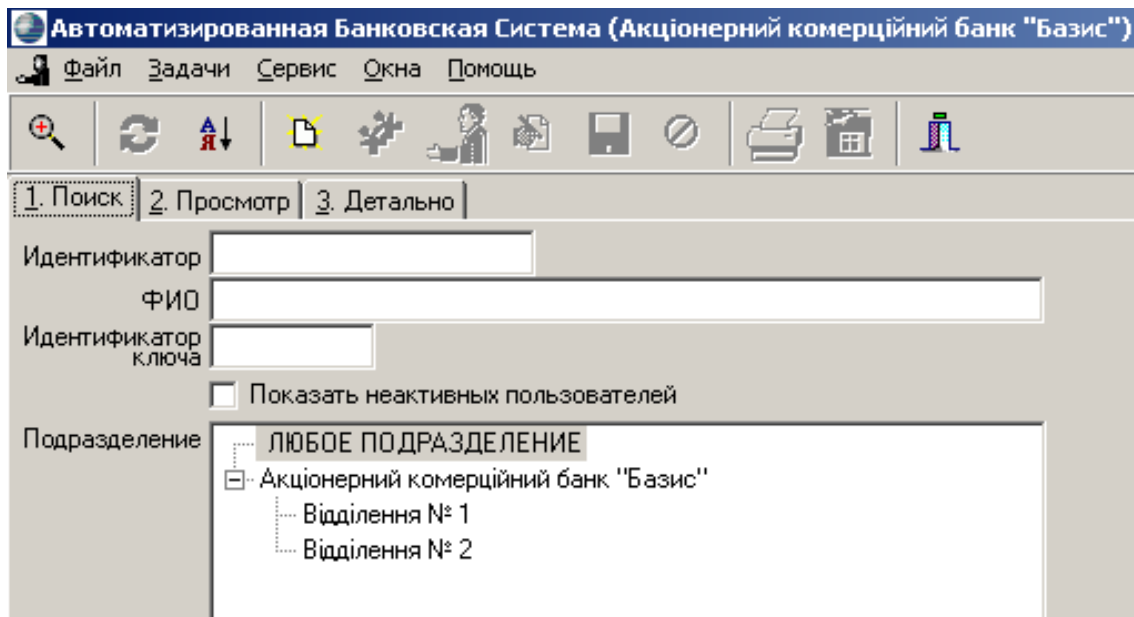 Автоматизированная Банковская Система (Акціонерний комерційний банк "Базис")
Файл Задачи Сервис Окна Помощь
А
Я
1. Поиск 2. Просмотр 3. Детально
Идентификатор
ФИО
Идентификатор
ключа
Показать неактивных пользователей
Подразделение ЛЮБОЕ ПОДРАЗДЕЛЕНИЕ
Акціонерний комерційний банк "Базис"
Відділення № 1
Відділення № 2